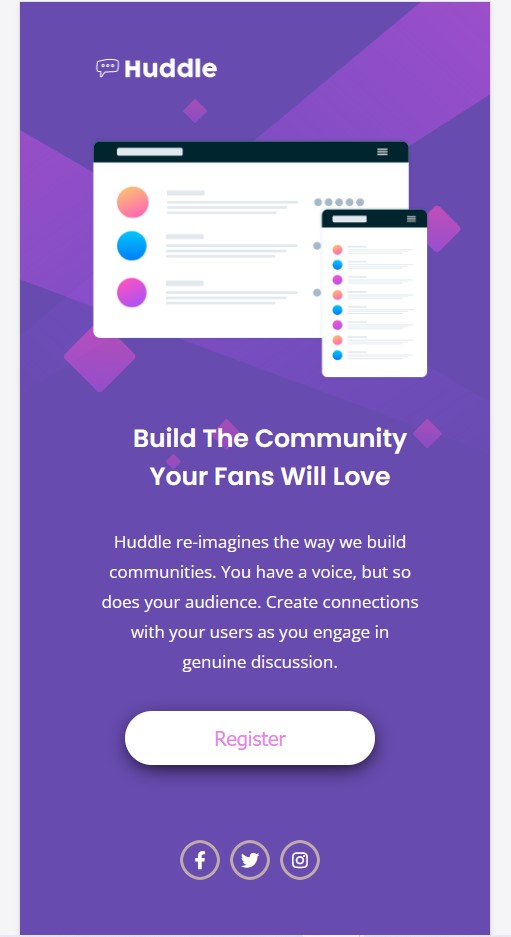 Huddle
Build The Community
Your Fans Will Love
Huddle re-imagines the way we build
communities. You have a voice, but so
does your audience. Create connections
with your users as you engage in
genuine discussion.
Register